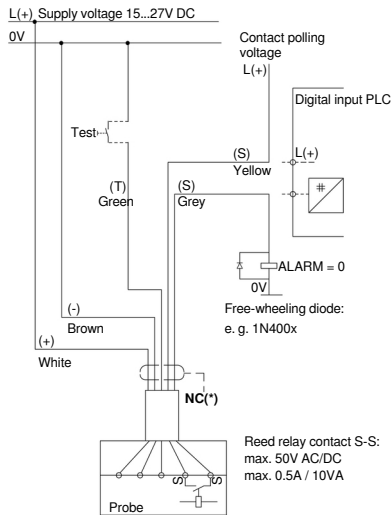 L(+) Supply voltage 15...27V DC
0V
Contact polling
voltage
L(+)
Digital input PLC
Test
(S)
Yellow
L(+)
(T)
Green
(S)
Grey
#
ALARM = 0
0V
Free-wheeling diode:
e. g. 1N400x
(-)
Brown
(+)
White
NC(*)
Reed relay contact S-S:
max. 50V AC/DC
max. 0.5A / 10VA
S
S
Probe